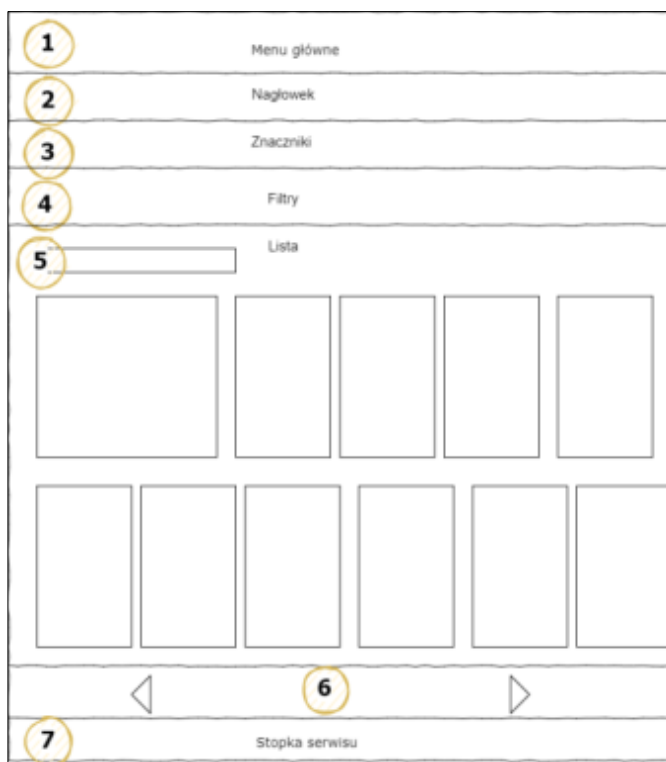 1
Menu główne
2
Nagłowek
3
Znaczniki
4
Filtry
Lista
5
6
7
Stopka serwisu